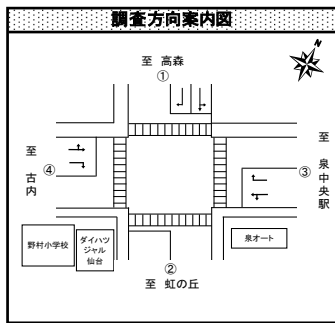 調査方向案内図
N
至 高森
①
至 古内
④
至 泉中央駅
③
野村小学校
ダイハツ
ジャル
仙台
泉オート
②
至 虹の丘